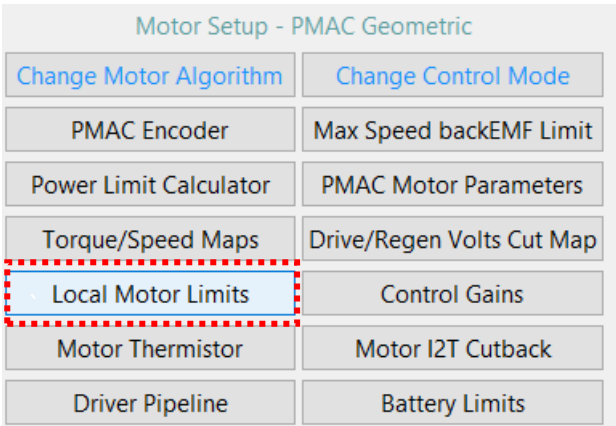 Motor Setup - PMAC Geometric
Change Motor Algorithm
Change Control Mode
PMAC Encoder
Max Speed backEMF Limit
Power Limit Calculator
PMAC Motor Parameters
Torque/Speed Maps
Drive/Regen Volts Cut Map
Local Motor Limits
Control Gains
Motor Thermistor
Motor I2T Cutback
Driver Pipeline
Battery Limits